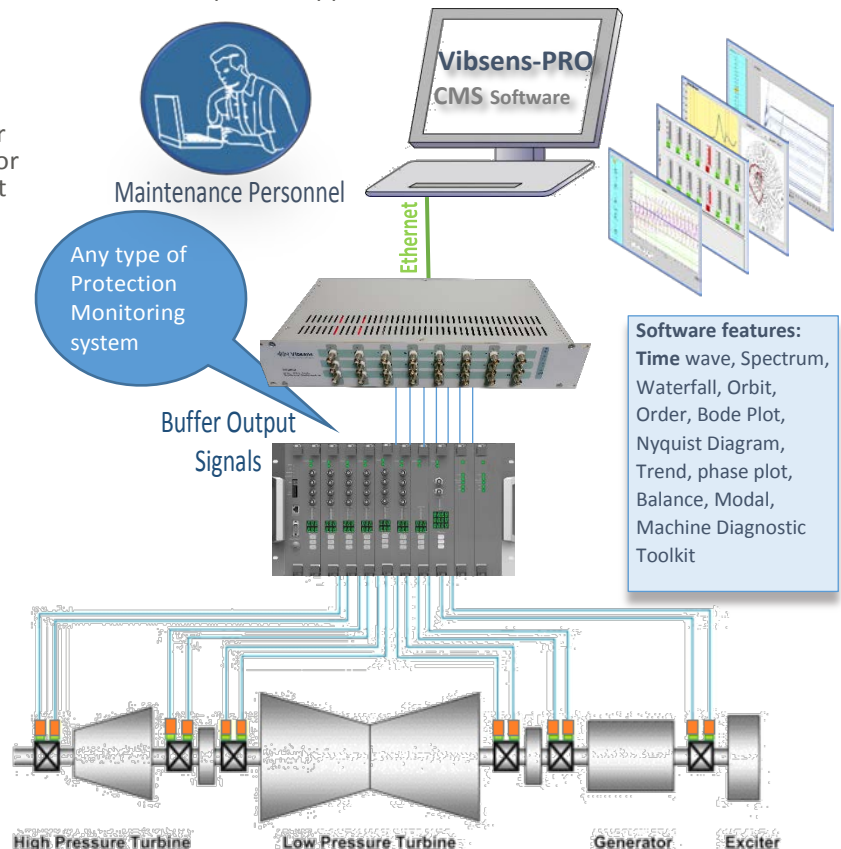 r
or
t
Vibsens-PRO
CMS Software
Maintenance Personnel
Ethernet
Any type of
Protection
Monitoring
system
Vibsens
Buffer Output
Signals
Software features:
Time wave, Spectrum,
Waterfall, Orbit,
Order, Bode Plot,
Nyquist Diagram,
Trend, phase plot,
Balance, Modal,
Machine Diagnostic
Toolkit
High Pressure Turbine
Low Pressure Turbine
Generator
Exciter